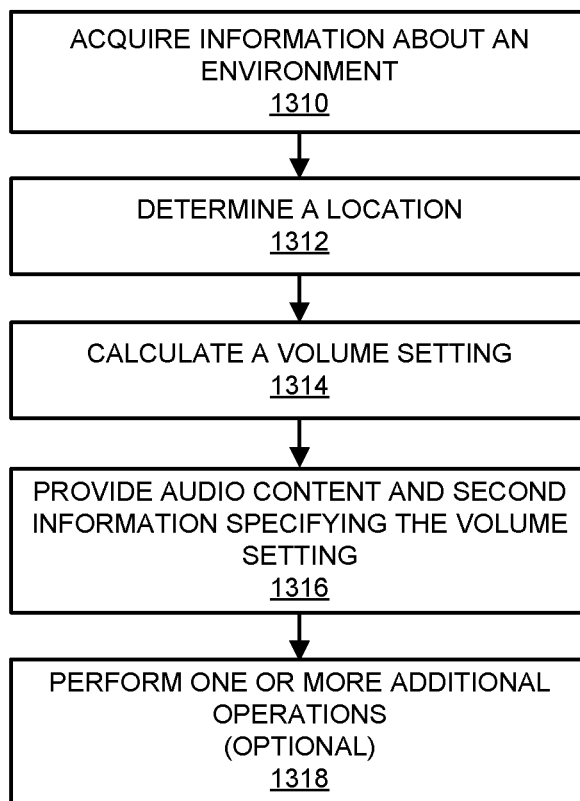 ACQUIRE INFORMATION ABOUT AN
ENVIRONMENT
1310
DETERMINE A LOCATION
1312
CALCULATE A VOLUME SETTING
1314
PROVIDE AUDIO CONTENT AND SECOND
INFORMATION SPECIFYING THE VOLUME
SETTING
1316
PERFORM ONE OR MORE ADDITIONAL
OPERATIONS
(OPTIONAL)
1318